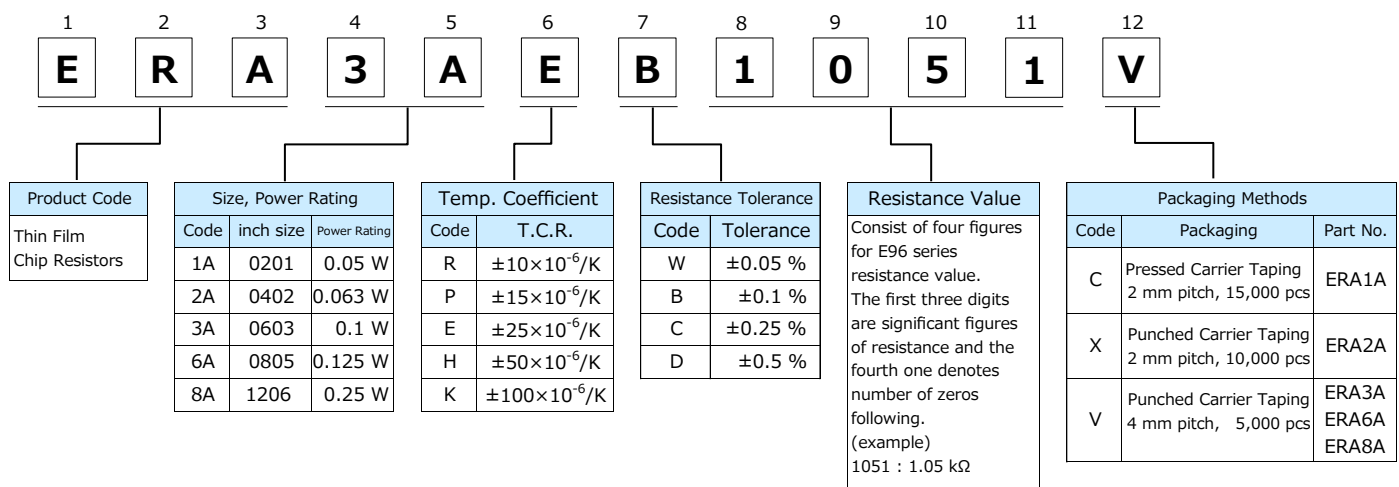 1 2 3 4 5 6 7 8 9 10 11 12
E R A 3 A E B 1 0 5 1 V
Product Code
Thin Film
Chip Resistors
Size, Power Rating
Code inch size Power Rating
1A 0201 0.05 W
2A 0402 0.063 W
3A 0603 0.1 W
6A 0805 0.125 W
8A 1206 0.25 W
Temp. Coefficient
Code T.C.R.
R ±10×10⁻⁶/K
P ±15×10⁻⁶/K
E ±25×10⁻⁶/K
H ±50×10⁻⁶/K
K ±100×10⁻⁶/K
Resistance Tolerance
Code Tolerance
W ±0.05 %
B ±0.1 %
C ±0.25 %
D ±0.5 %
Resistance Value
Consist of four figures
for E96 series
resistance value.
The first three digits
are significant figures
of resistance and the
fourth one denotes
number of zeros
following.
(example)
1051 : 1.05 kΩ
Packaging Methods
Code Packaging Part No.
C Pressed Carrier Taping
2 mm pitch, 15,000 pcs ERA1A
X Punched Carrier Taping
2 mm pitch, 10,000 pcs ERA2A
V Punched Carrier Taping
4 mm pitch, 5,000 pcs
ERA3A
ERA6A
ERA8A